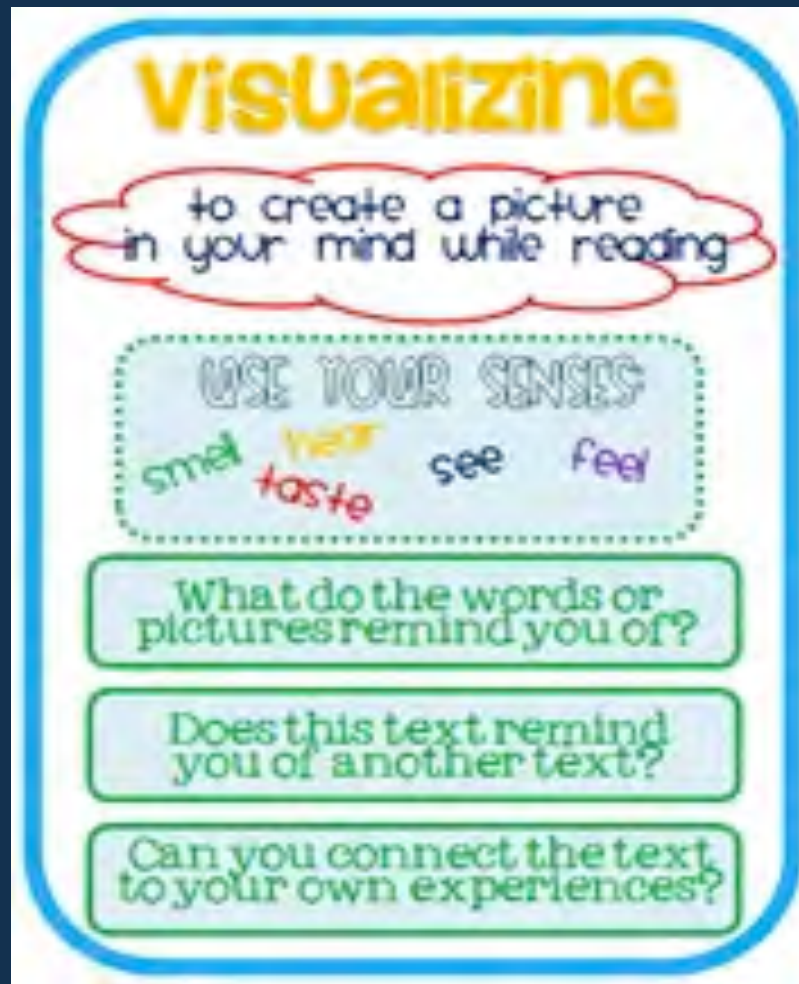 Visualizing
to create a picture
in your mind while reading
USE YOUR SENSES:
smell hear taste see feel
What do the words or
pictures remind you of?
Does this text remind
you of another text?
Can you connect the text
to your own experiences?